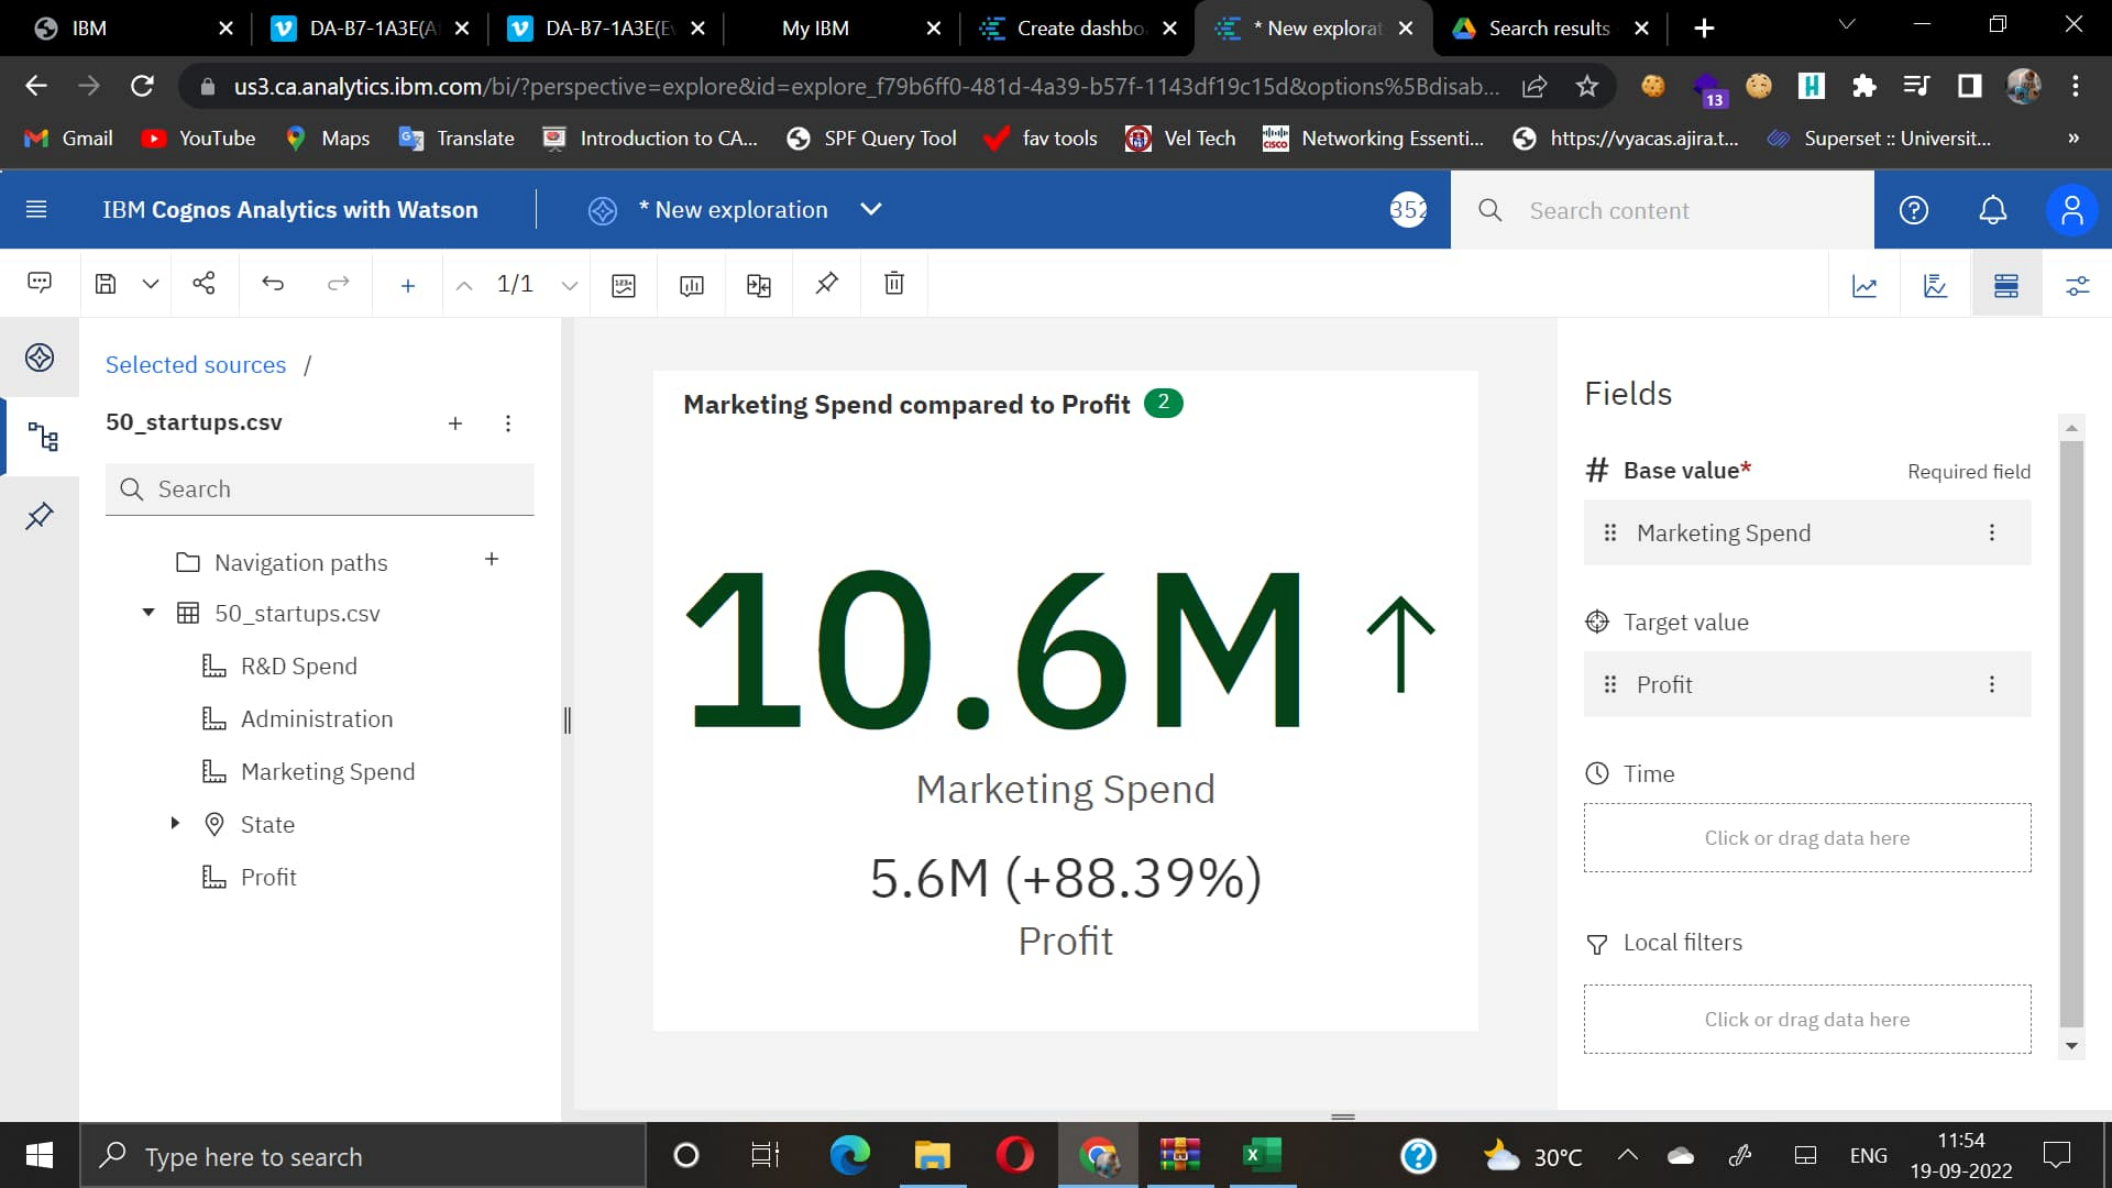 IBM
DA-B7-1A3E(A
DA-B7-1A3E(Ev
My IBM
Create dashbo
* New explorat
Search results
us3.ca.analytics.ibm.com/bi/?perspective=explore&id=explore_f79b6ff0-481d-4a39-b57f-1143df19c15d&options%5Bdisab...
13
Gmail
YouTube
Maps
Translate
Introduction to CA...
SPF Query Tool
fav tools
Vel Tech
Networking Essenti...
https://vyacas.ajira.t...
Superset :: Universit...
»
IBM Cognos Analytics with Watson
* New exploration
352
Search content
1/1
Selected sources /
50_startups.csv
Search
Navigation paths
50_startups.csv
R&D Spend
Administration
Marketing Spend
State
Profit
Marketing Spend compared to Profit 2
10.6M ↑
Marketing Spend
5.6M (+88.39%)
Profit
Fields
# Base value*
Required field
Marketing Spend
Target value
Profit
Time
Click or drag data here
Local filters
Click or drag data here
Type here to search
30°C
ENG
11:54
19-09-2022